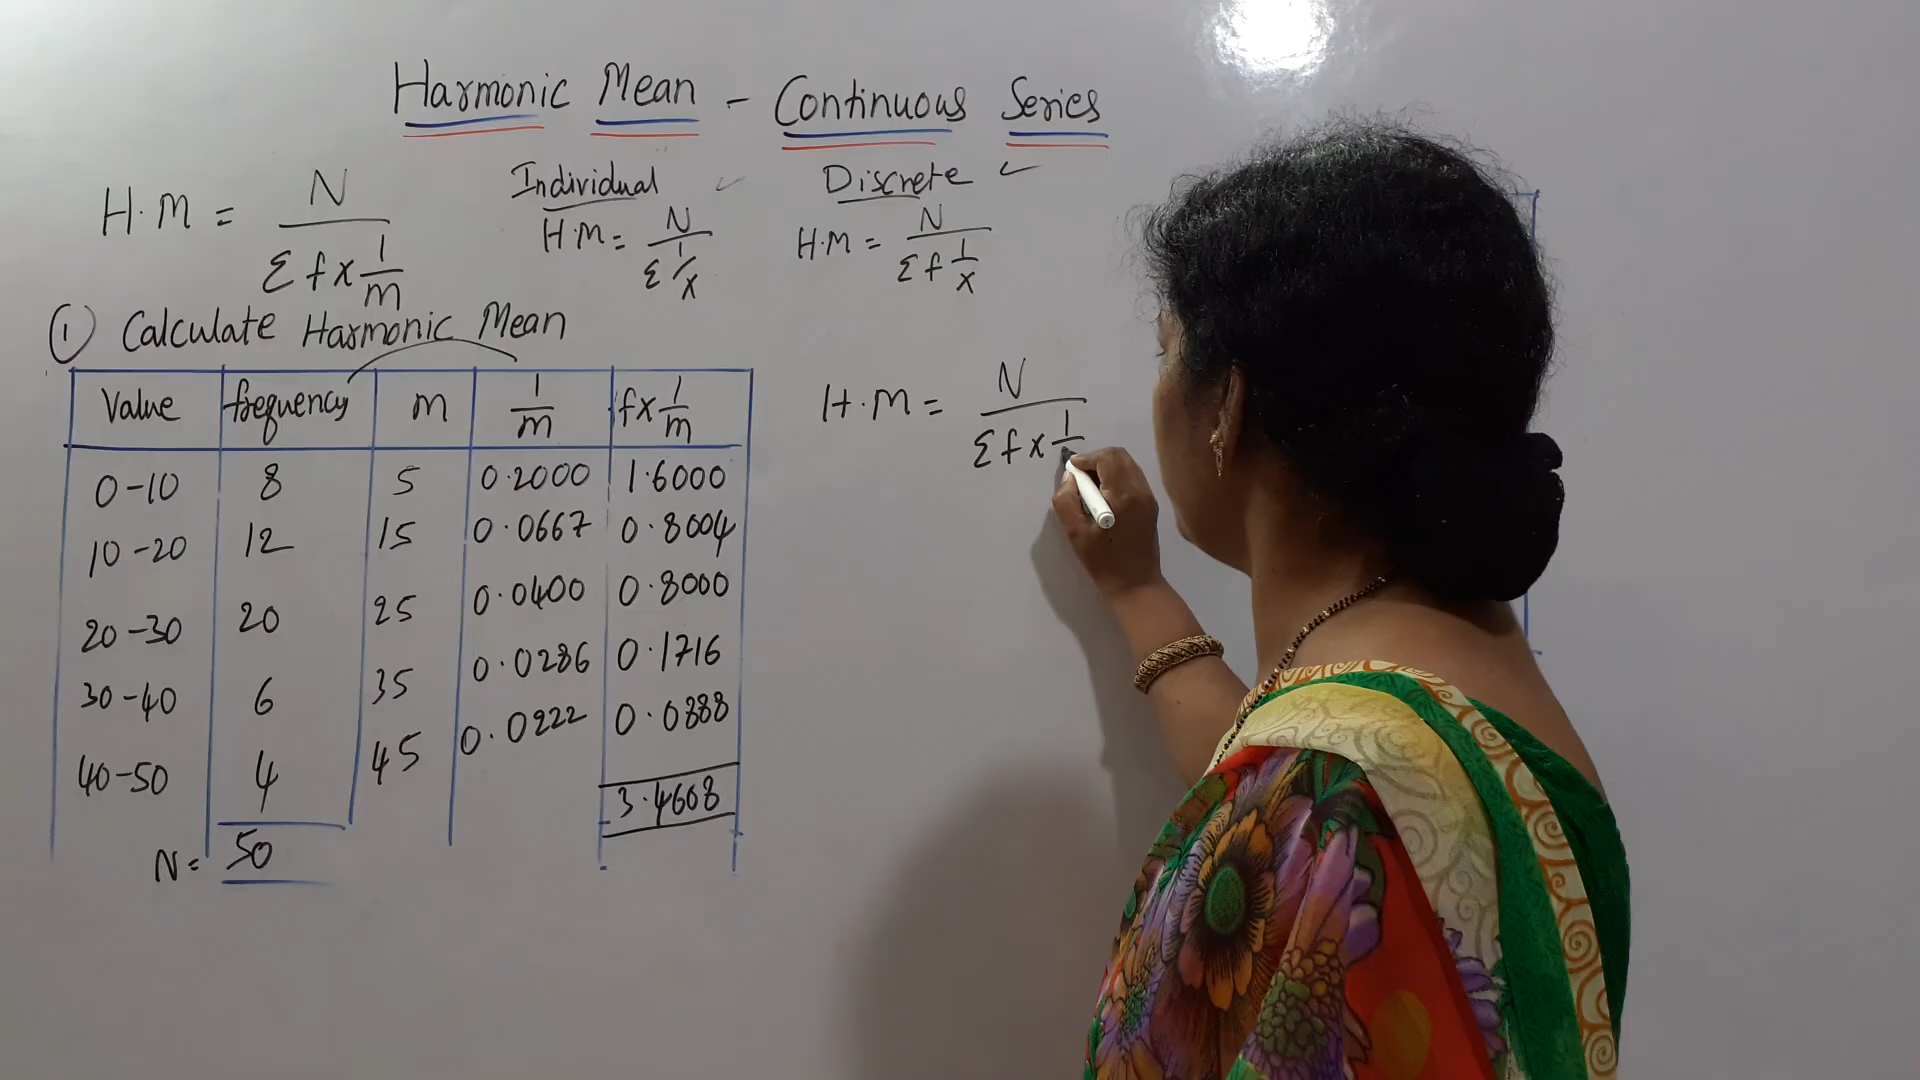 Harmonic Mean - Continuous Series
H.M = N / Σ f x 1/m
Individual ✓
H.M = N / Σ 1/x
Discrete ✓
H.M = N / Σ f 1/x
① Calculate Harmonic Mean
Value frequency m 1/m f x 1/m
0-10 8 5 0.2000 1.6000
10-20 12 15 0.0667 0.8004
20-30 20 25 0.0400 0.8000
30-40 6 35 0.0286 0.1716
40-50 4 45 0.0222 0.0888
3.4608
N = 50
H.M = N / Σ f x 1/